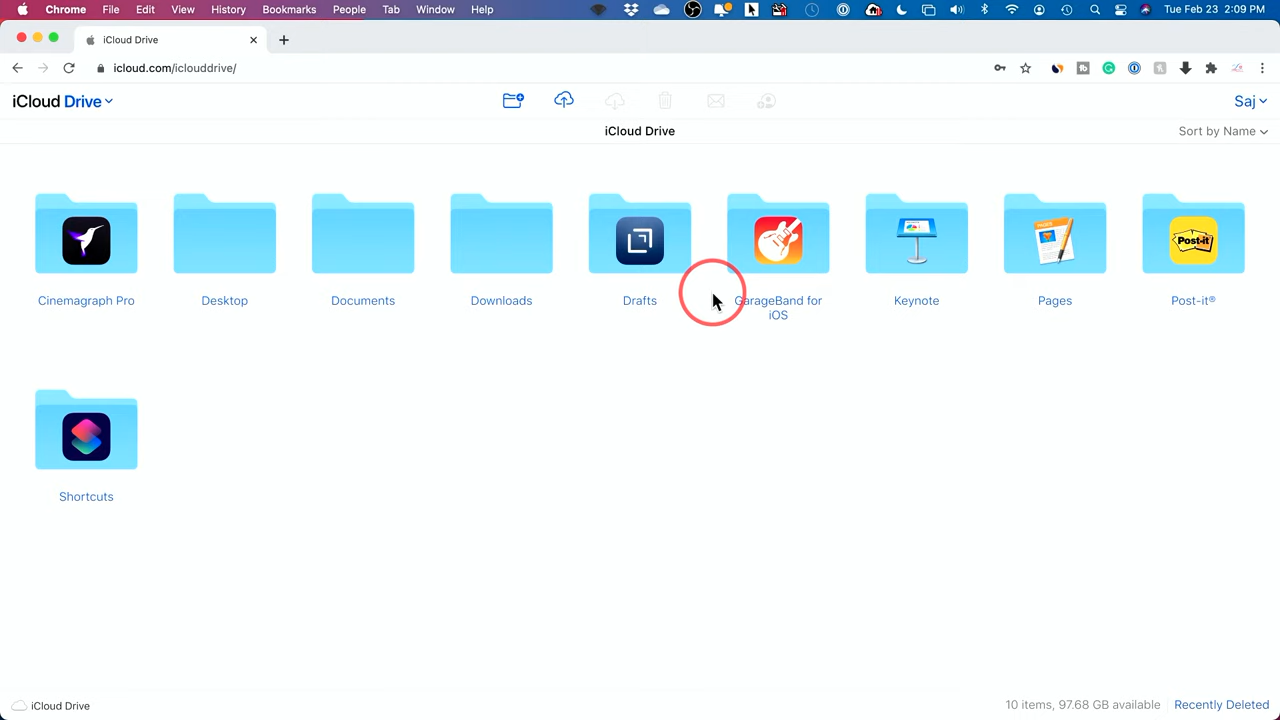 Chrome File Edit View History Bookmarks People Tab Window Help Tue Feb 23 2:09 PM
iCloud Drive
icloud.com/iclouddrive/
iCloud Drive Saj
iCloud Drive Sort by Name
Post-it
Cinemagraph Pro Desktop Documents Downloads Drafts GarageBand for Keynote Pages Post-it®
iOS
Shortcuts
iCloud Drive 10 items, 97.68 GB available Recently Deleted